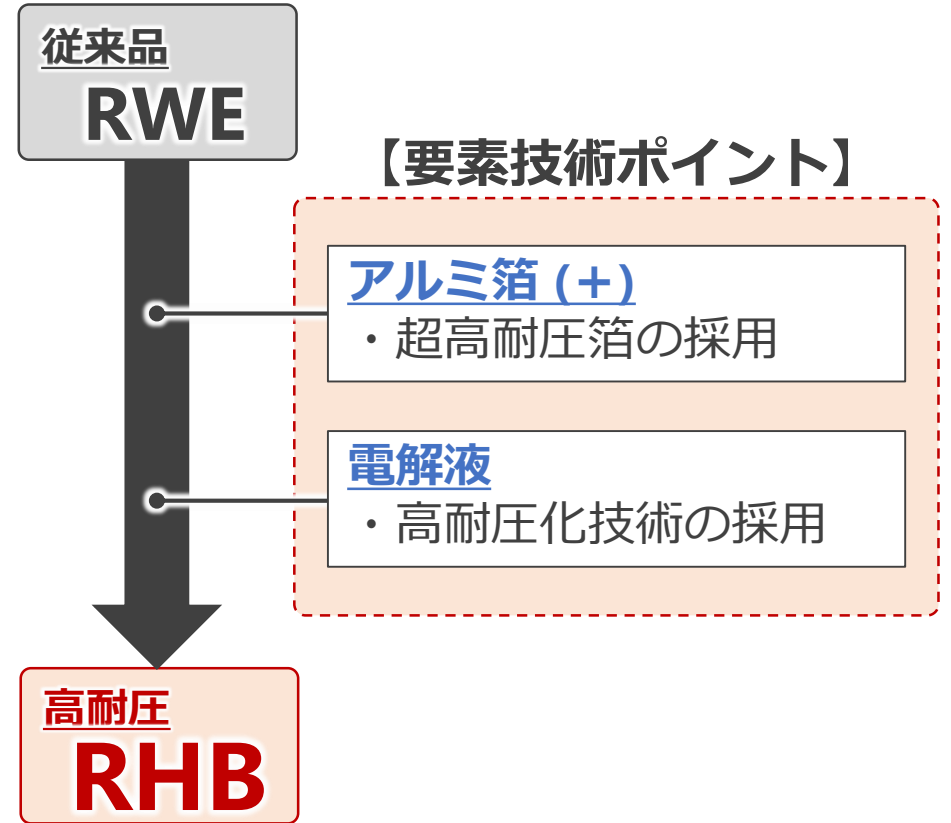 従来品
RWE
【要素技術ポイント】
アルミ箔 (+)
・超高耐圧箔の採用
電解液
・高耐圧化技術の採用
高耐圧
RHB